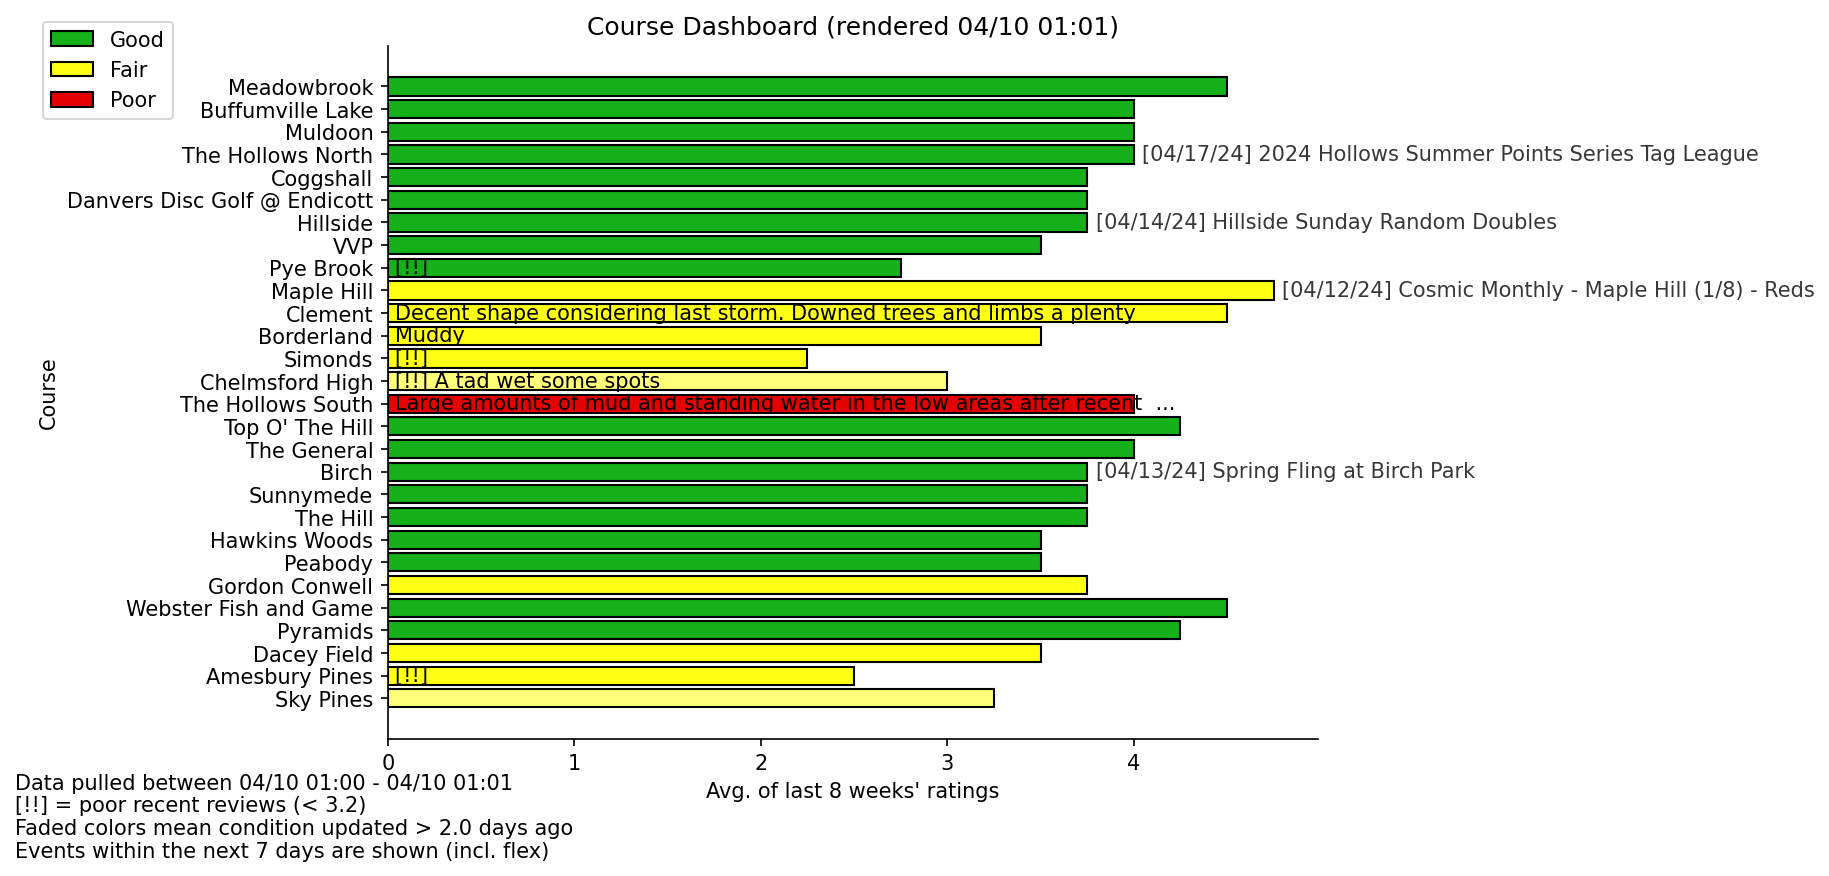 Course Dashboard (rendered 04/10 01:01)
Good
Fair
Poor
Meadowbrook
Buffumville Lake
Muldoon
The Hollows North [04/17/24] 2024 Hollows Summer Points Series Tag League
Coggshall
Danvers Disc Golf @ Endicott
Hillside [04/14/24] Hillside Sunday Random Doubles
VVP
Pye Brook [!!]
Maple Hill [04/12/24] Cosmic Monthly - Maple Hill (1/8) - Reds
Clement Decent shape considering last storm. Downed trees and limbs a plenty
Borderland Muddy
Simonds [!!]
Chelmsford High [!!] A tad wet some spots
The Hollows South Large amounts of mud and standing water in the low areas after recent ...
Top O' The Hill
The General
Birch [04/13/24] Spring Fling at Birch Park
Sunnymede
The Hill
Hawkins Woods
Peabody
Gordon Conwell
Webster Fish and Game
Pyramids
Dacey Field
Amesbury Pines [!!]
Sky Pines
Course
0 1 2 3 4
Avg. of last 8 weeks' ratings
Data pulled between 04/10 01:00 - 04/10 01:01
[!!] = poor recent reviews (< 3.2)
Faded colors mean condition updated > 2.0 days ago
Events within the next 7 days are shown (incl. flex)